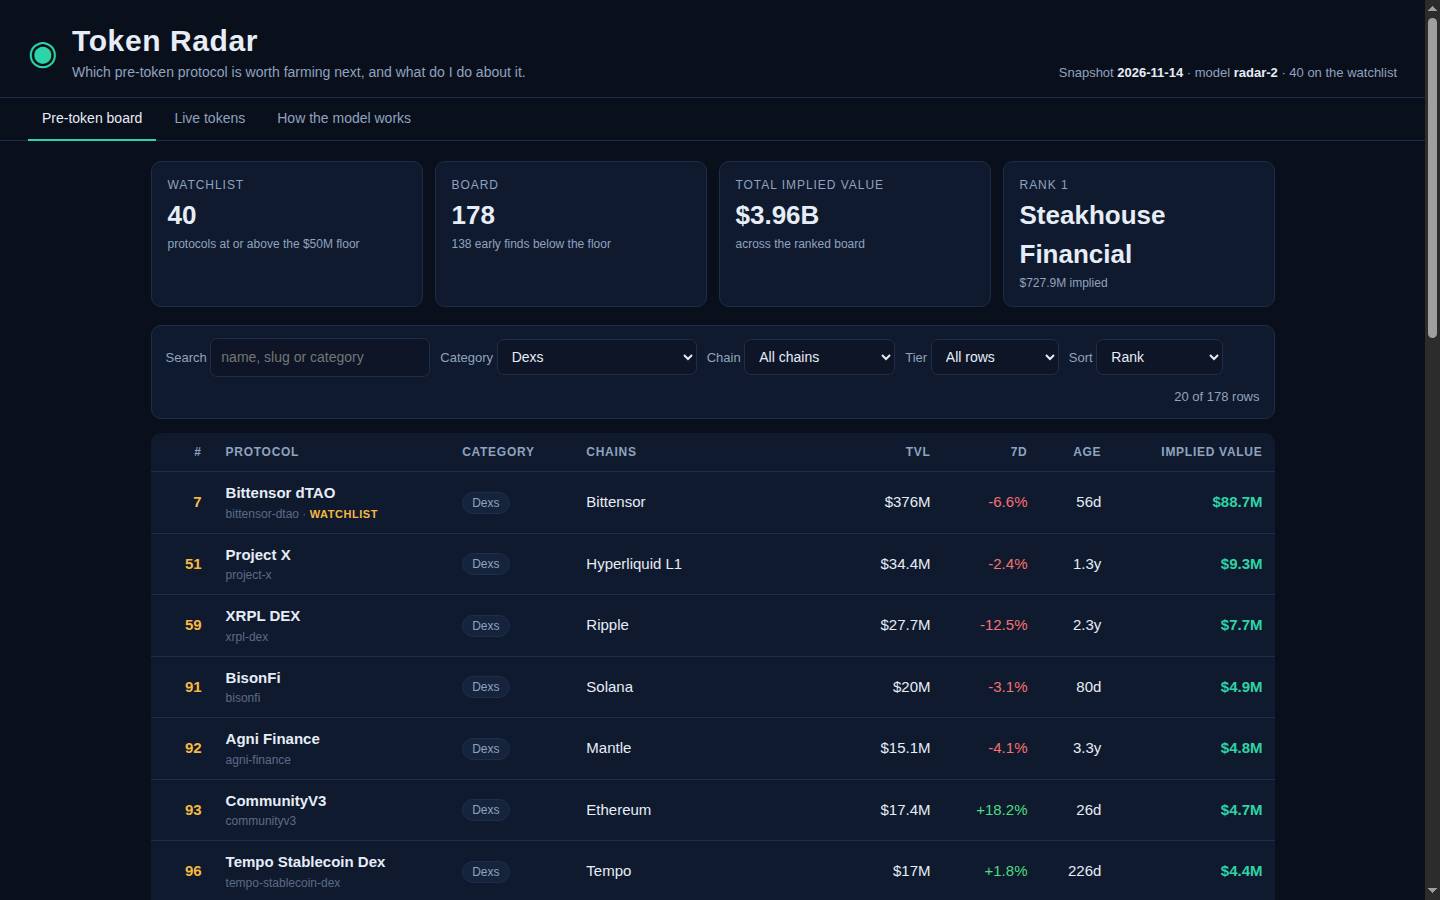 Token Radar
Which pre-token protocol is worth farming next, and what do I do about it.
Snapshot 2026-11-14 · model radar-2 · 40 on the watchlist
Pre-token board Live tokens How the model works
WATCHLIST
40
protocols at or above the $50M floor
BOARD
178
138 early finds below the floor
TOTAL IMPLIED VALUE
$3.96B
across the ranked board
RANK 1
Steakhouse
Financial
$727.9M implied
Search name, slug or category Category Dexs Chain All chains Tier All rows Sort Rank
20 of 178 rows
# PROTOCOL CATEGORY CHAINS TVL 7D AGE IMPLIED VALUE
7 Bittensor dTAO Dexs Bittensor $376M -6.6% 56d $88.7M
bittensor-dtao · WATCHLIST
51 Project X Dexs Hyperliquid L1 $34.4M -2.4% 1.3y $9.3M
project-x
59 XRPL DEX Dexs Ripple $27.7M -12.5% 2.3y $7.7M
xrpl-dex
91 BisonFi Dexs Solana $20M -3.1% 80d $4.9M
bisonfi
92 Agni Finance Dexs Mantle $15.1M -4.1% 3.3y $4.8M
agni-finance
93 CommunityV3 Dexs Ethereum $17.4M +18.2% 26d $4.7M
communityv3
96 Tempo Stablecoin Dex Dexs Tempo $17M +1.8% 226d $4.4M
tempo-stablecoin-dex